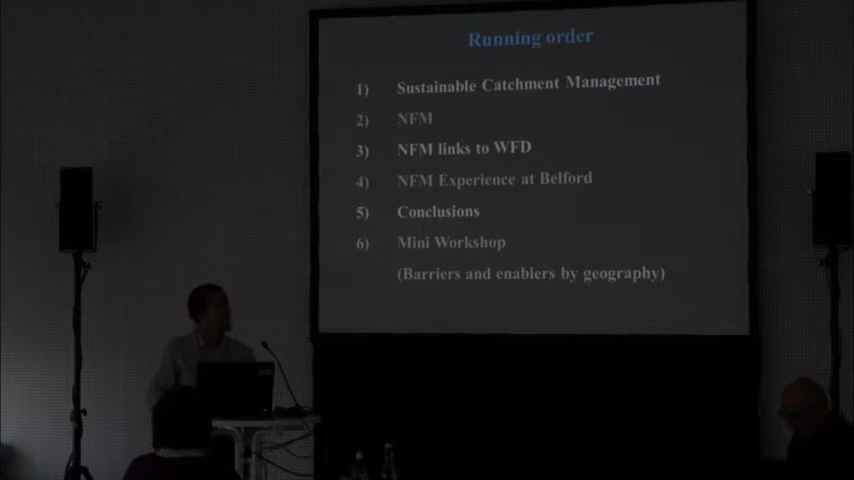 Running order
1) Sustainable Catchment Management
2) NFM
3) NFM links to WFD
4) NFM Experience at Belford
5) Conclusions
6) Mini Workshop
(Barriers and enablers by geography)